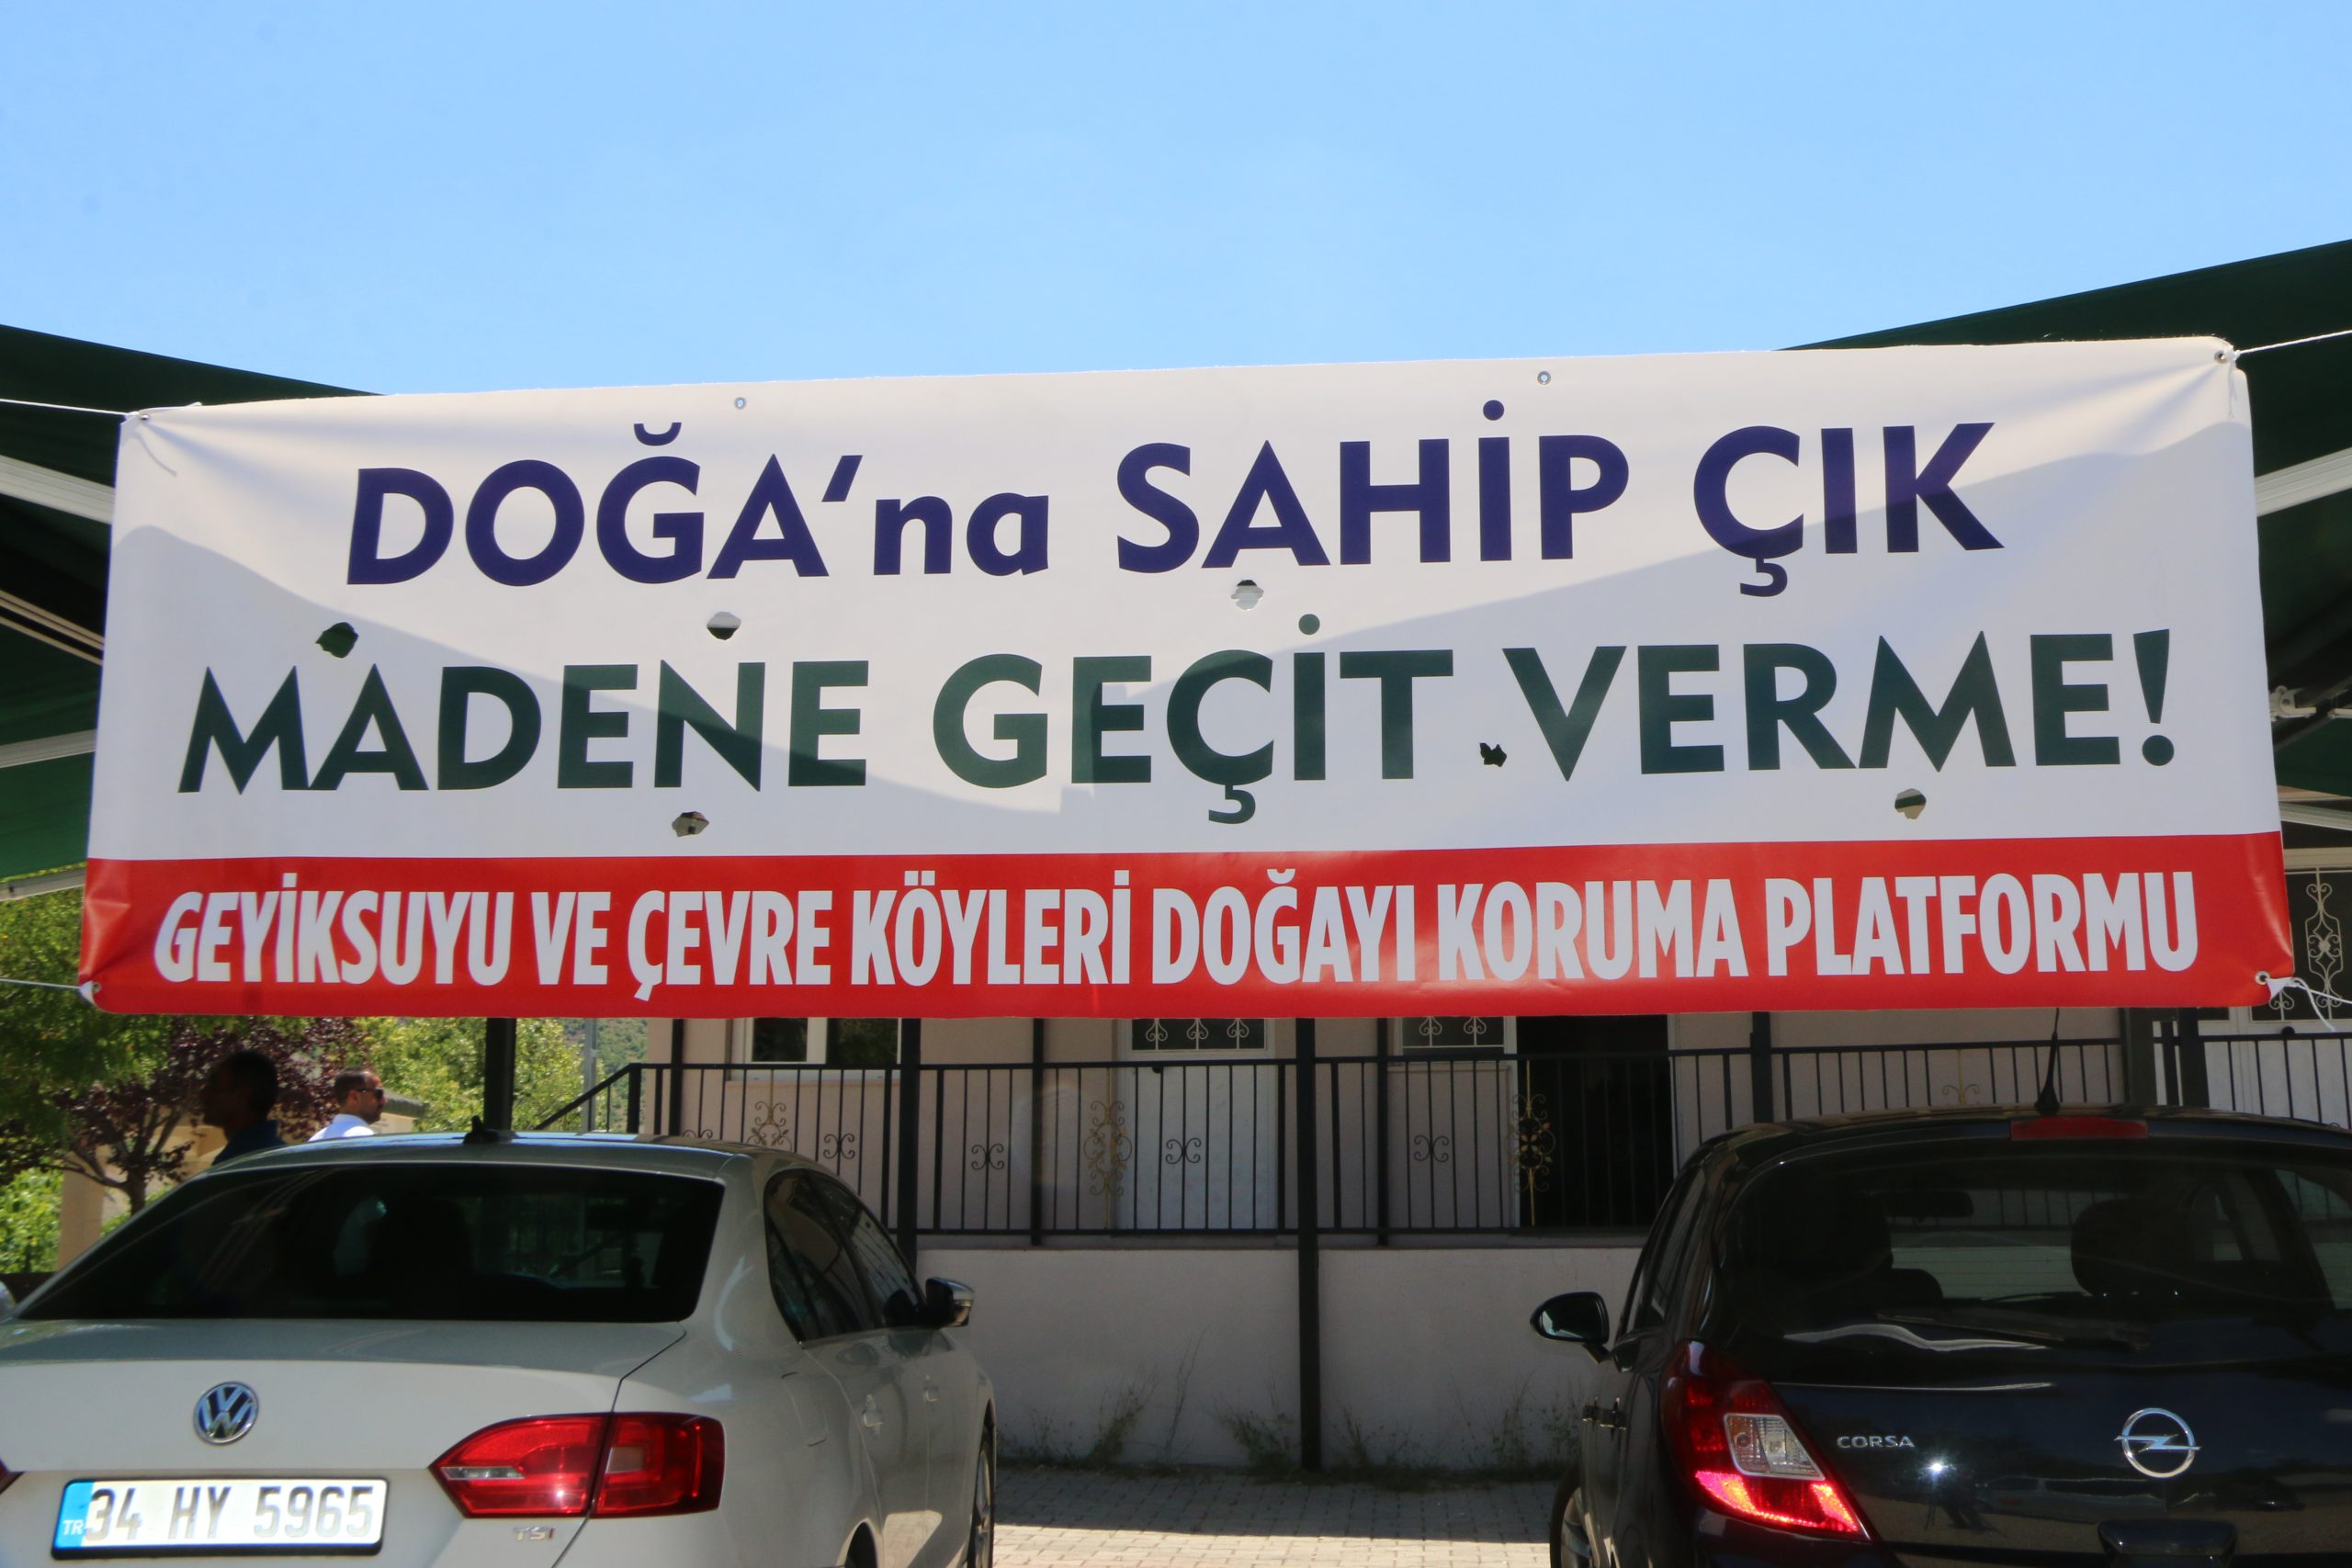 DOĞA'na SAHİP ÇIK
MADENE GEÇİT VERME!
GEYİKSUYU VE ÇEVRE KÖYLERİ DOĞAYI KORUMA PLATFORMU
CORSA
TR 34 HY 5965
TSI